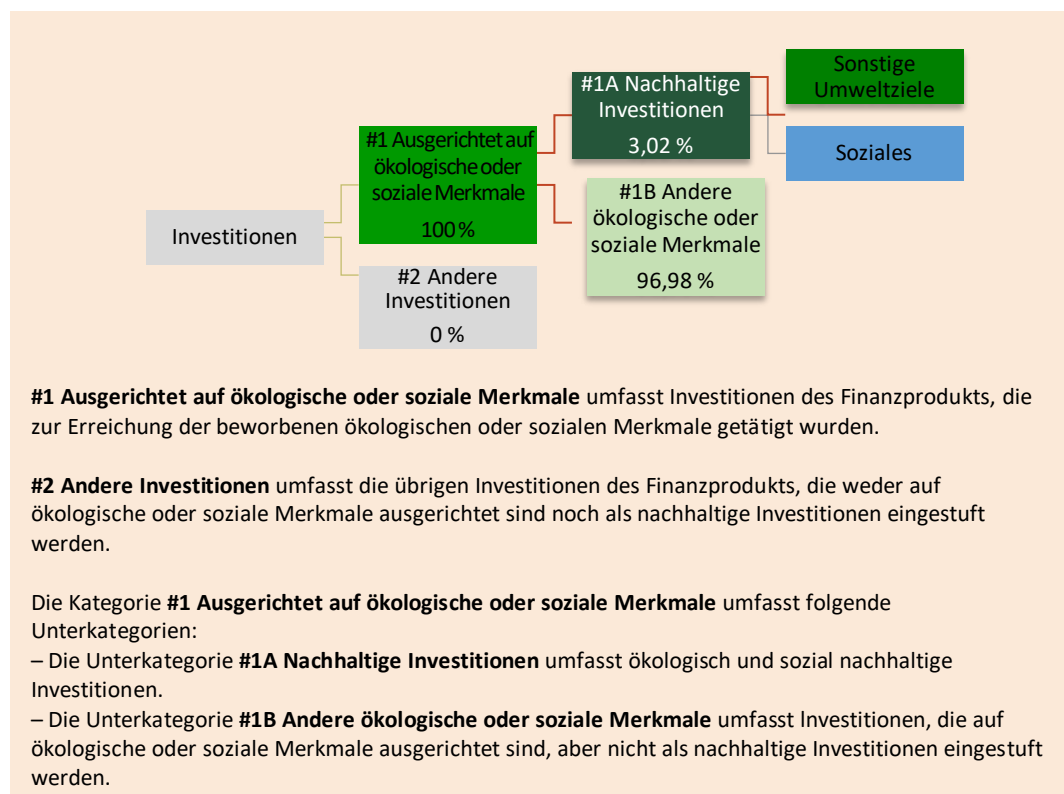 Sonstige
Umweltziele
#1A Nachhaltige
Investitionen
3,02 %
Soziales
#1 Ausgerichtet auf
ökologische oder
soziale Merkmale
100 %
#1B Andere
ökologische oder
soziale Merkmale
96,98 %
Investitionen
#2 Andere
Investitionen
0 %
#1 Ausgerichtet auf ökologische oder soziale Merkmale umfasst Investitionen des Finanzprodukts, die
zur Erreichung der beworbenen ökologischen oder sozialen Merkmale getätigt wurden.
#2 Andere Investitionen umfasst die übrigen Investitionen des Finanzprodukts, die weder auf
ökologische oder soziale Merkmale ausgerichtet sind noch als nachhaltige Investitionen eingestuft
werden.
Die Kategorie #1 Ausgerichtet auf ökologische oder soziale Merkmale umfasst folgende
Unterkategorien:
– Die Unterkategorie #1A Nachhaltige Investitionen umfasst ökologisch und sozial nachhaltige
Investitionen.
– Die Unterkategorie #1B Andere ökologische oder soziale Merkmale umfasst Investitionen, die auf
ökologische oder soziale Merkmale ausgerichtet sind, aber nicht als nachhaltige Investitionen eingestuft
werden.